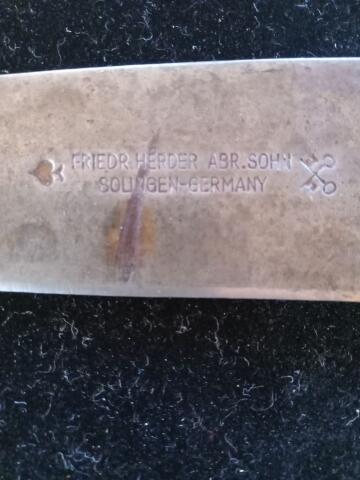 FRIEDR. HERDER ABR. SOHN
SOLINGEN-GERMANY